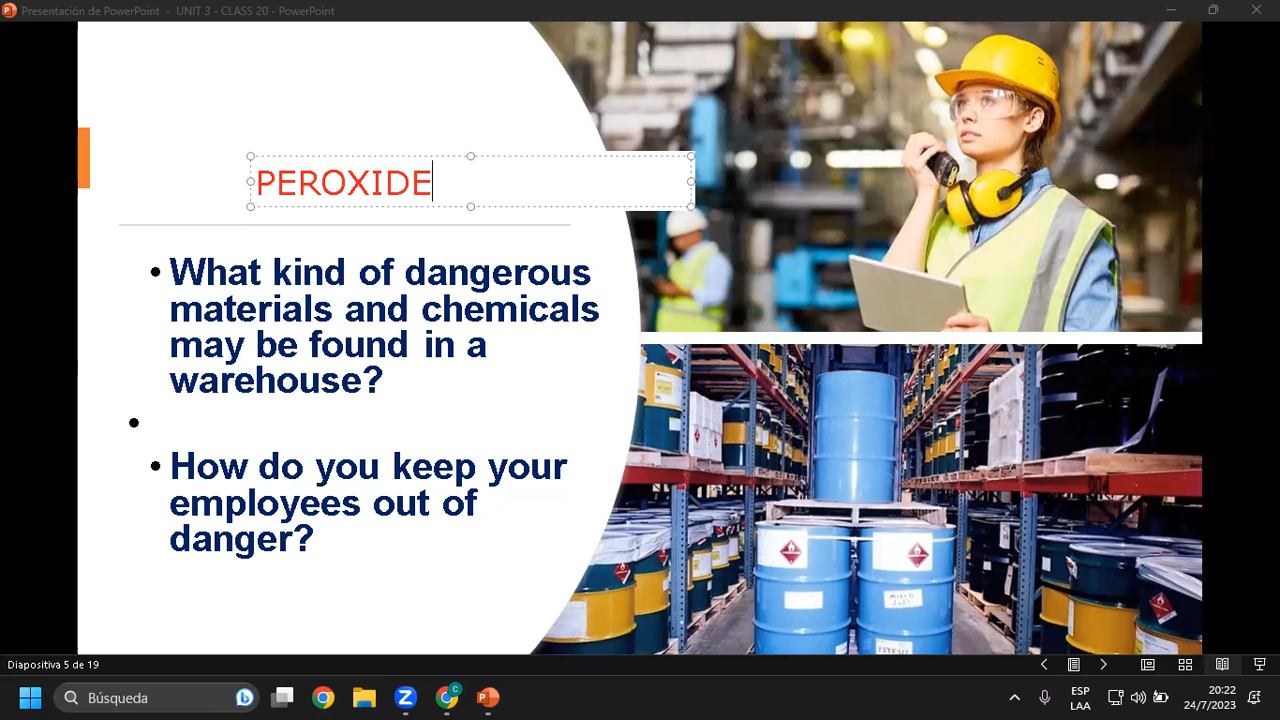 Presentación de PowerPoint - UNIT 3 - CLASS 20 - PowerPoint
PEROXIDE
• What kind of dangerous
materials and chemicals
may be found in a
warehouse?
•
• How do you keep your
employees out of
danger?
Diapositiva 5 de 19
Búsqueda
ESP
LAA
20:22
24/7/2023